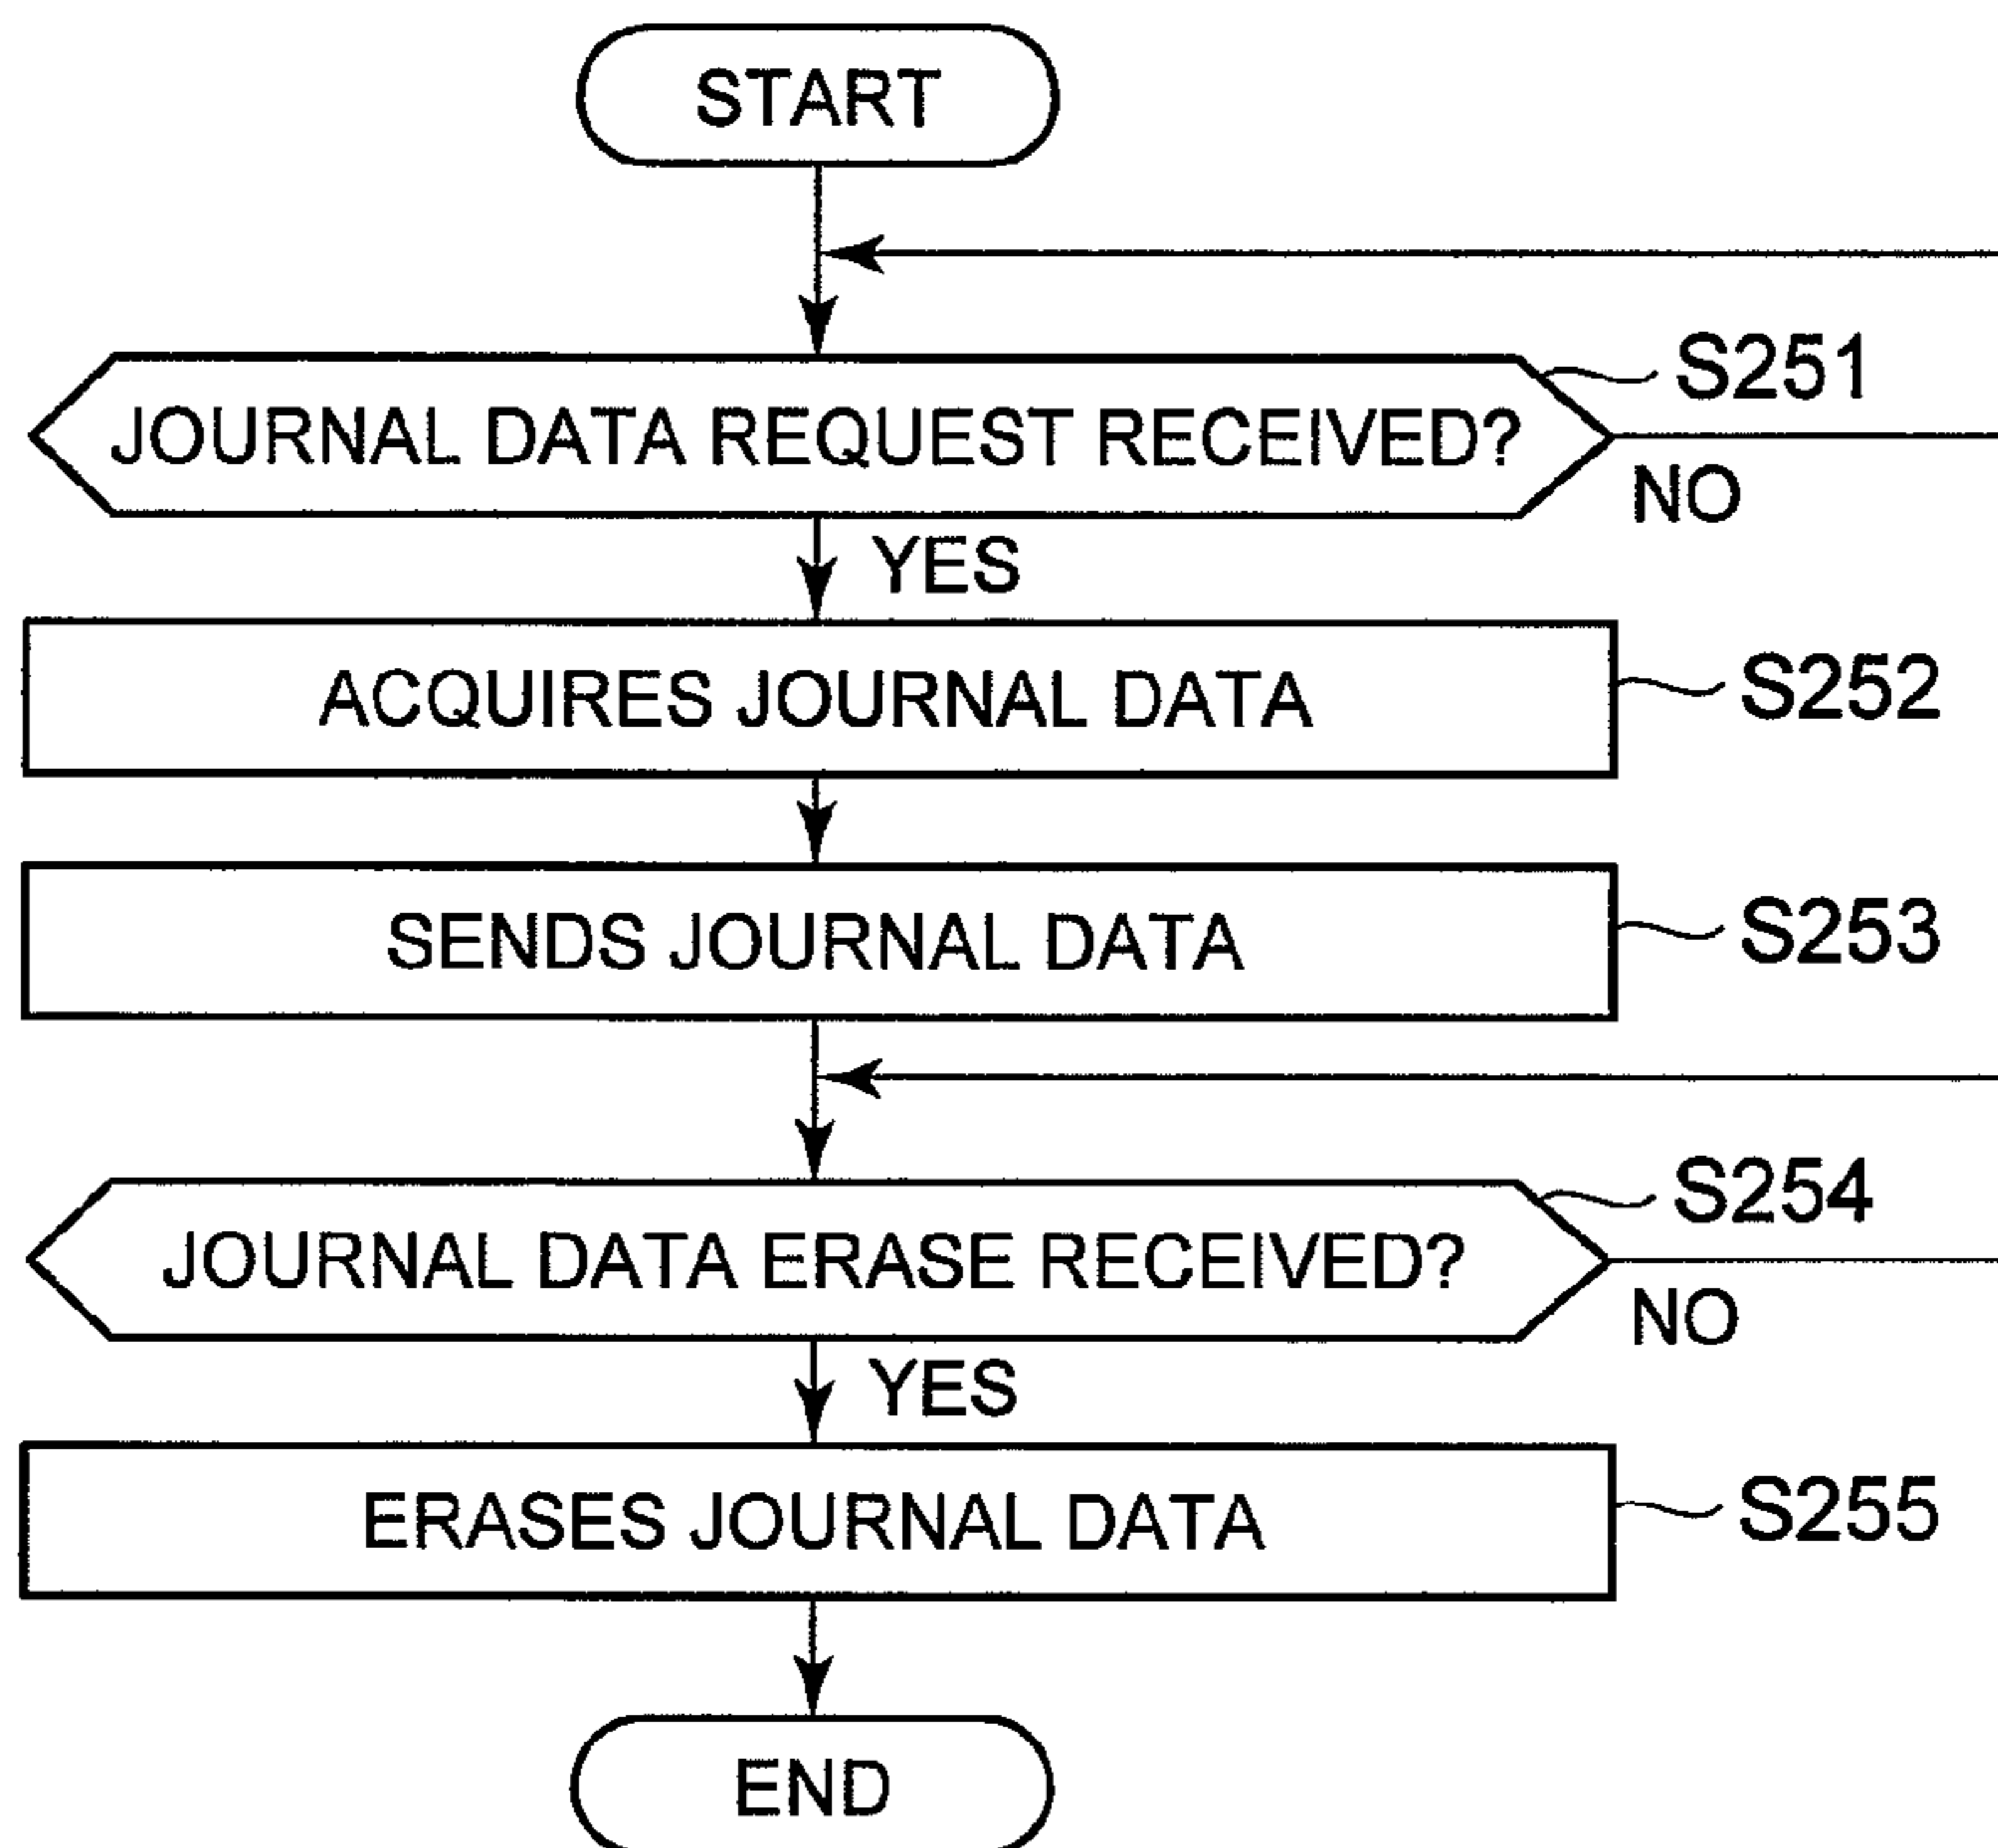 START
JOURNAL DATA REQUEST RECEIVED?
S251
NO
YES
ACQUIRES JOURNAL DATA
S252
SENDS JOURNAL DATA
S253
JOURNAL DATA ERASE RECEIVED?
S254
NO
YES
ERASES JOURNAL DATA
S255
END